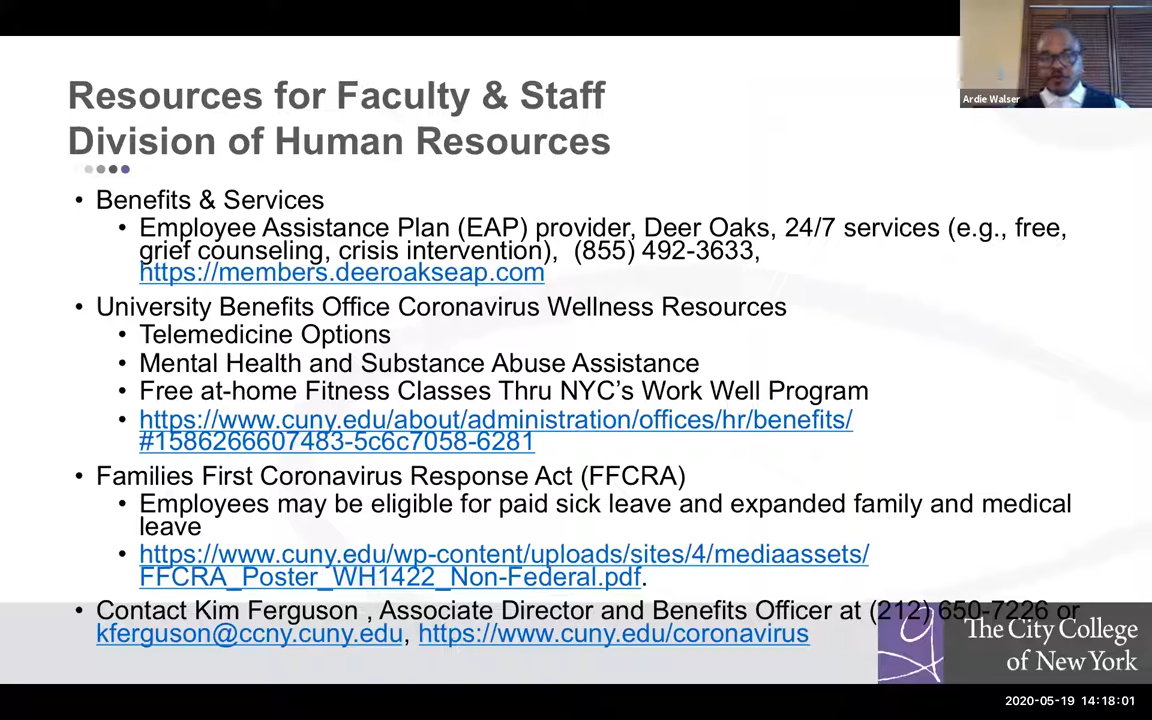 Ardie Walser
Resources for Faculty & Staff
Division of Human Resources
• Benefits & Services
• Employee Assistance Plan (EAP) provider, Deer Oaks, 24/7 services (e.g., free,
grief counseling, crisis intervention), (855) 492-3633,
https://members.deeroakseap.com
• University Benefits Office Coronavirus Wellness Resources
• Telemedicine Options
• Mental Health and Substance Abuse Assistance
• Free at-home Fitness Classes Thru NYC’s Work Well Program
• https://www.cuny.edu/about/administration/offices/hr/benefits/
#1586266607483-5c6c7058-6281
• Families First Coronavirus Response Act (FFCRA)
• Employees may be eligible for paid sick leave and expanded family and medical
leave
• https://www.cuny.edu/wp-content/uploads/sites/4/mediaassets/
FFCRA_Poster_WH1422_Non-Federal.pdf.
• Contact Kim Ferguson , Associate Director and Benefits Officer at (212) 650-7226 or
kferguson@ccny.cuny.edu, https://www.cuny.edu/coronavirus
The City College
of New York
2020-05-19 14:18:01